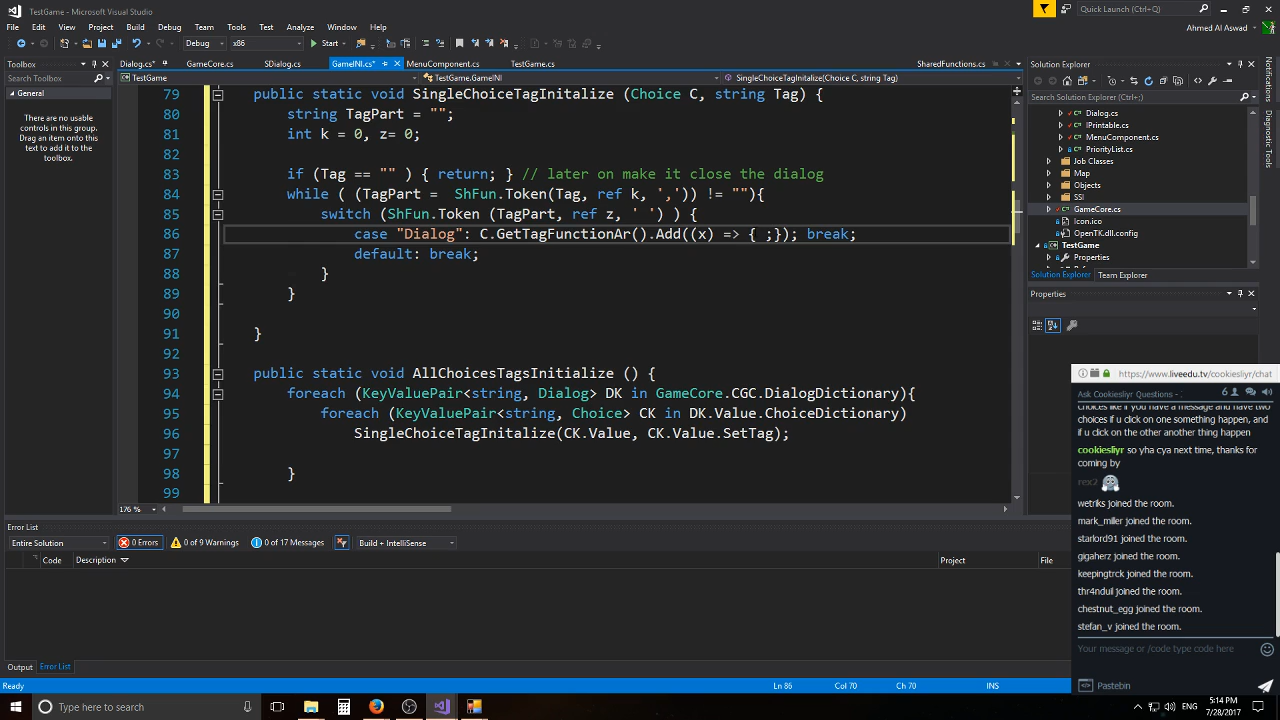 TestGame - Microsoft Visual Studio
Quick Launch (Ctrl+Q)
File Edit View Project Build Debug Team Tools Architecture Test Analyze Window Help
Ahmed Al Aswad
Debug x86 Start
Toolbox
Search Toolbox
General
There are no usable
controls in this group.
Drag an item onto this
text to add it to the
toolbox.
Dialog.cs* GameCore.cs SDialog.cs GameINI.cs* MenuComponent.cs TestGame.cs SharedFunctions.cs
TestGame TestGame.GameINI SingleChoiceTagInitalize(Choice C, string Tag)
79 public static void SingleChoiceTagInitalize (Choice C, string Tag) {
80 string TagPart = "";
81 int k = 0, z= 0;
82
83 if (Tag == "" ) { return; } // later on make it close the dialog
84 while ( (TagPart = ShFun.Token(Tag, ref k, ',')) != ""){
85 switch (ShFun.Token (TagPart, ref z, ' ') ) {
86 case "Dialog": C.GetTagFunctionAr().Add((x) => { ;}); break;
87 default: break;
88 }
89 }
90
91 }
92
93 public static void AllChoicesTagsInitialize () {
94 foreach (KeyValuePair<string, Dialog> DK in GameCore.CGC.DialogDictionary){
95 foreach (KeyValuePair<string, Choice> CK in DK.Value.ChoiceDictionary)
96 SingleChoiceTagInitalize(CK.Value, CK.Value.SetTag);
97
98 }
99
176 %
Solution Explorer
Search Solution Explorer (Ctrl+;)
Dialog.cs
IPrintable.cs
MenuComponent.cs
PriorityList.cs
Job Classes
Map
Objects
SSI
GameCore.cs
Icon.ico
OpenTK.dll.config
TestGame
Properties
Solution Explorer Team Explorer
Properties
Notifications
Diagnostic Tools
https://www.liveedu.tv/cookiesliyr/chat
Ask Cookiesliyr Questions - . 6
choices like if you have a message and have two
choices if u click on one something happen, and
if u click on the other another thing happen
cookiesliyr so yha cya next time, thanks for
coming by
rex2
wetriks joined the room.
mark_miller joined the room.
starlord91 joined the room.
gigaherz joined the room.
keepingtrck joined the room.
thr4nduil joined the room.
chestnut_egg joined the room.
stefan_v joined the room.
Your message or /code type code here
Pastebin
Error List
Entire Solution 0 Errors 0 of 9 Warnings 0 of 17 Messages Build + IntelliSense
Code Description Project File
Output Error List
Ready Ln 86 Col 70 Ch 70 INS
Type here to search
ENG
5:14 PM
7/28/2017